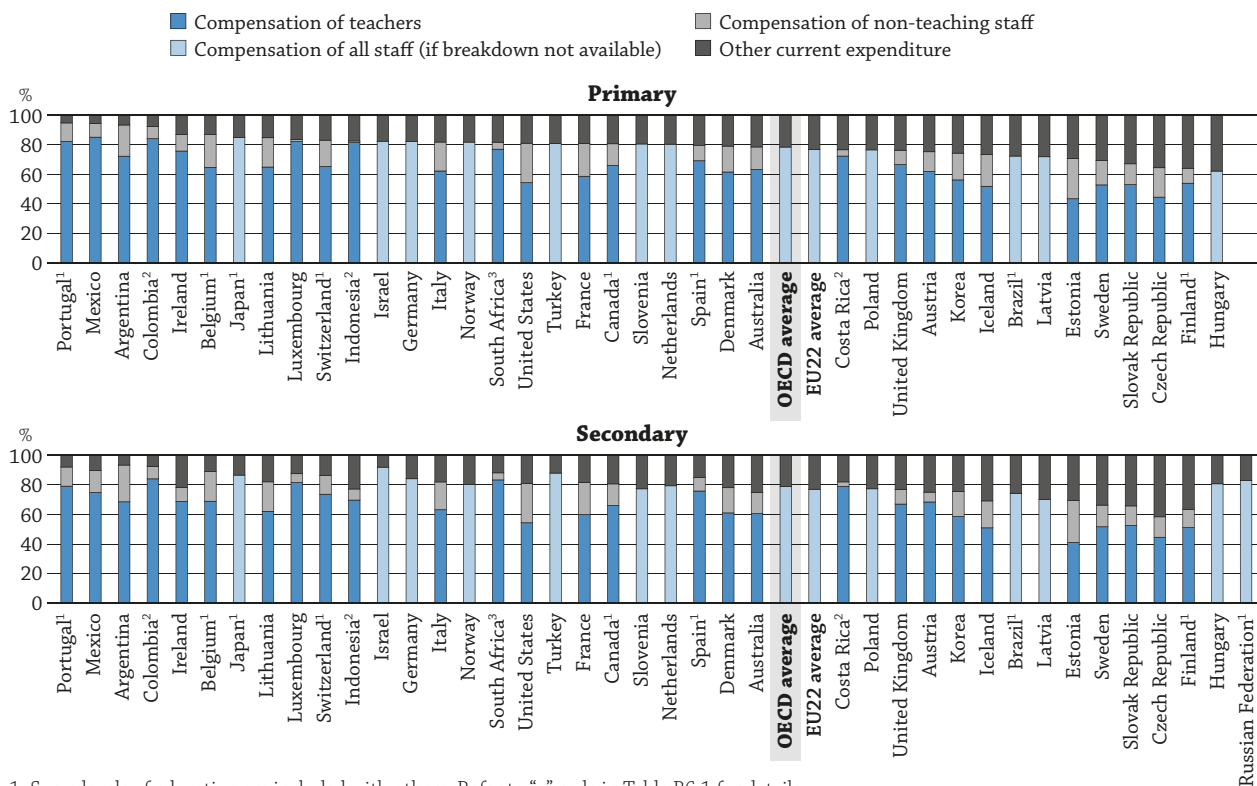 Compensation of teachers
Compensation of non-teaching staff
Compensation of all staff (if breakdown not available)
Other current expenditure
Primary
%
100
80
60
40
20
0
Portugal¹
Mexico
Argentina
Colombia²
Ireland
Belgium¹
Japan¹
Lithuania
Luxembourg
Switzerland¹
Indonesia²
Israel
Germany
Italy
Norway
South Africa³
United States
Turkey
France
Canada¹
Slovenia
Netherlands
Spain¹
Denmark
Australia
OECD average
EU22 average
Costa Rica²
Poland
United Kingdom
Austria
Korea
Iceland
Brazil¹
Latvia
Estonia
Sweden
Slovak Republic
Czech Republic
Finland¹
Hungary
Secondary
%
100
80
60
40
20
0
Portugal¹
Mexico
Argentina
Colombia²
Ireland
Belgium¹
Japan¹
Lithuania
Luxembourg
Switzerland¹
Indonesia²
Israel
Germany
Italy
Norway
South Africa³
United States
Turkey
France
Canada¹
Slovenia
Netherlands
Spain¹
Denmark
Australia
OECD average
EU22 average
Costa Rica²
Poland
United Kingdom
Austria
Korea
Iceland
Brazil¹
Latvia
Estonia
Sweden
Slovak Republic
Czech Republic
Finland¹
Hungary
Russian Federation¹